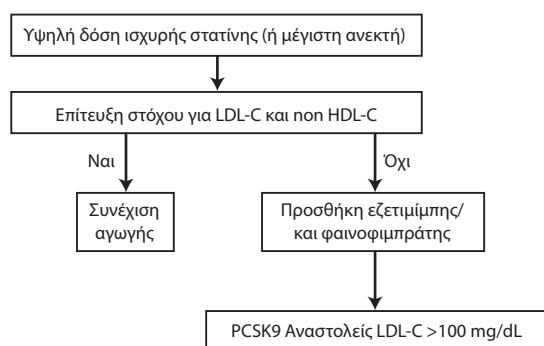 Υψηλή δόση ισχυρής στατίνης (ή μέγιστη ανεκτή)
Επίτευξη στόχου για LDL-C και non HDL-C
Ναι
Όχι
Συνέχιση
αγωγής
Προσθήκη εζετιμίμπης/
και φαινοφιμπράτης
PCSK9 Αναστολείς LDL-C >100 mg/dL